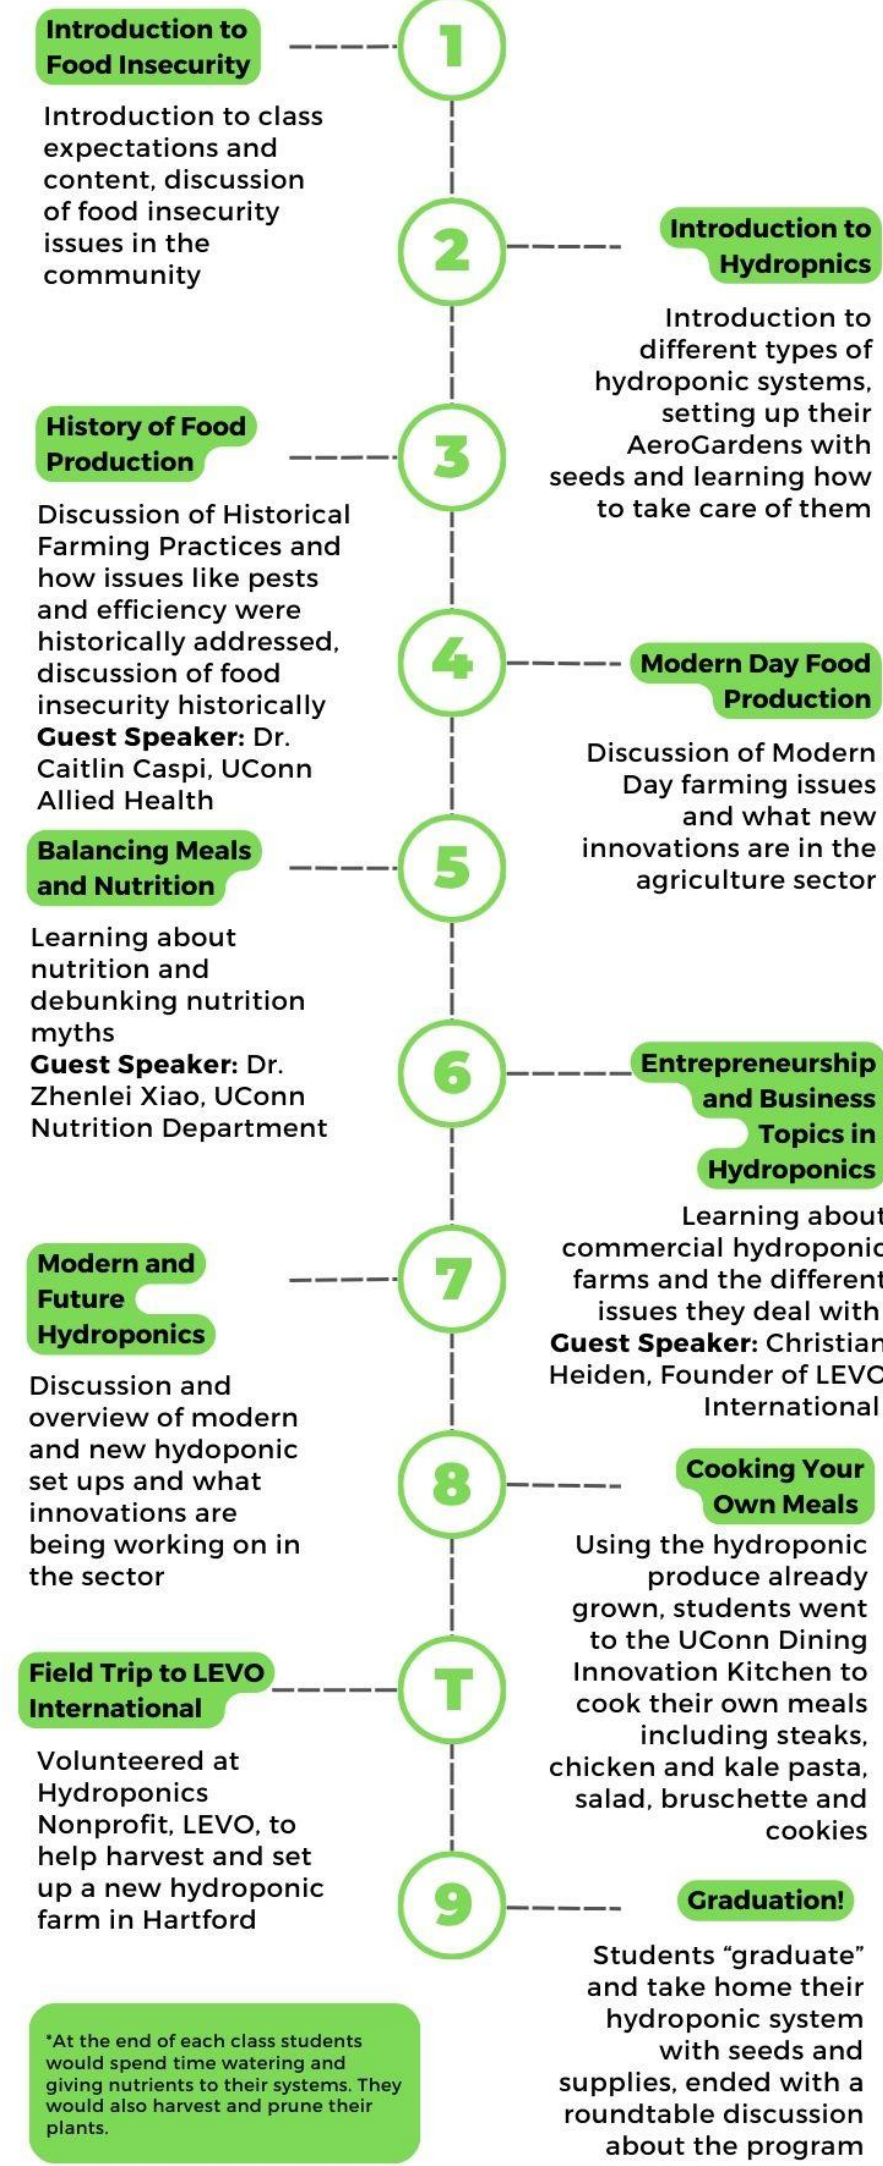 1
Introduction to
Food Insecurity
Introduction to class
expectations and
content, discussion
of food insecurity
issues in the
community
2
Introduction to
Hydropnics
Introduction to
different types of
hydroponic systems,
setting up their
AeroGardens with
seeds and learning how
to take care of them
3
History of Food
Production
Discussion of Historical
Farming Practices and
how issues like pests
and efficiency were
historically addressed,
discussion of food
insecurity historically
Guest Speaker: Dr.
Caitlin Caspi, UConn
Allied Health
4
Modern Day Food
Production
Discussion of Modern
Day farming issues
and what new
innovations are in the
agriculture sector
5
Balancing Meals
and Nutrition
Learning about
nutrition and
debunking nutrition
myths
Guest Speaker: Dr.
Zhenlei Xiao, UConn
Nutrition Department
6
Entrepreneurship
and Business
Topics in
Hydroponics
Learning about
commercial hydroponic
farms and the different
issues they deal with
Guest Speaker: Christian
Heiden, Founder of LEVO
International
7
Modern and
Future
Hydroponics
Discussion and
overview of modern
and new hydoponic
set ups and what
innovations are
being working on in
the sector
8
Cooking Your
Own Meals
Using the hydroponic
produce already
grown, students went
to the UConn Dining
Innovation Kitchen to
cook their own meals
including steaks,
chicken and kale pasta,
salad, bruschette and
cookies
T
Field Trip to LEVO
International
Volunteered at
Hydroponics
Nonprofit, LEVO, to
help harvest and set
up a new hydroponic
farm in Hartford
9
Graduation!
Students “graduate”
and take home their
hydroponic system
with seeds and
supplies, ended with a
roundtable discussion
about the program
*At the end of each class students
would spend time watering and
giving nutrients to their systems. They
would also harvest and prune their
plants.